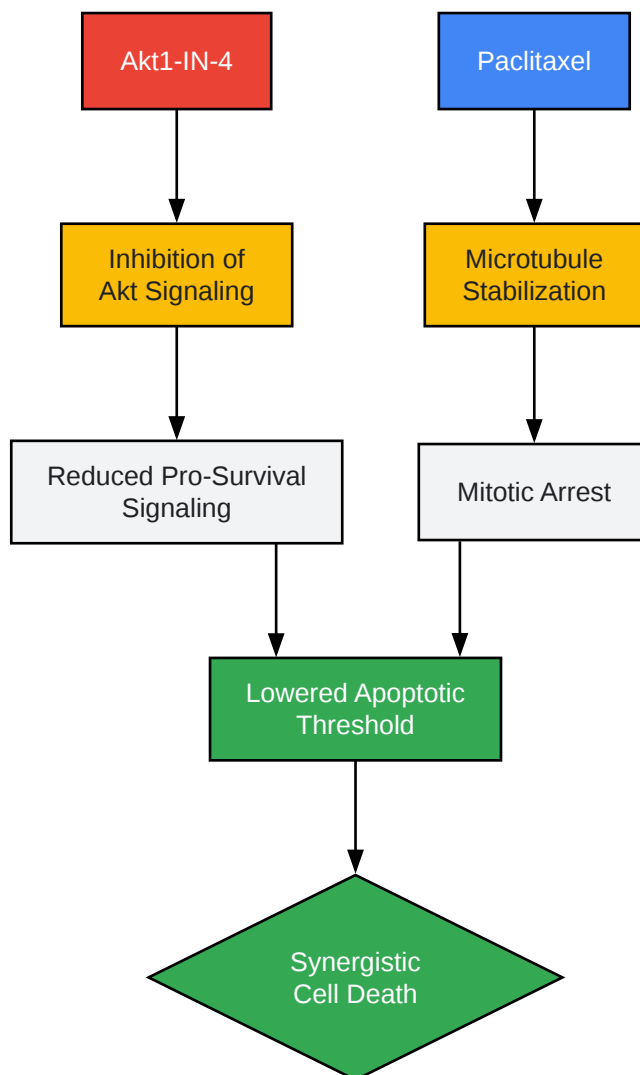 Akt1-IN-4
Paclitaxel
Inhibition of
Akt Signaling
Microtubule
Stabilization
Reduced Pro-Survival
Signaling
Mitotic Arrest
Lowered Apoptotic
Threshold
Synergistic
Cell Death